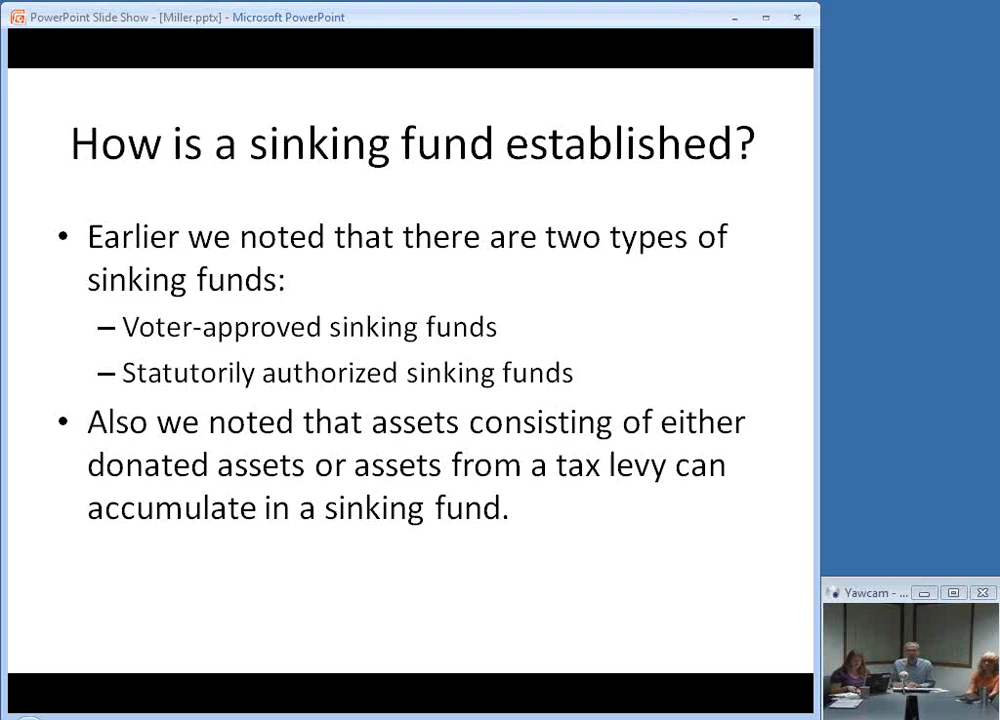 PowerPoint Slide Show - [Miller.pptx] - Microsoft PowerPoint
How is a sinking fund established?
• Earlier we noted that there are two types of
sinking funds:
– Voter-approved sinking funds
– Statutorily authorized sinking funds
• Also we noted that assets consisting of either
donated assets or assets from a tax levy can
accumulate in a sinking fund.
Yawcam - ...